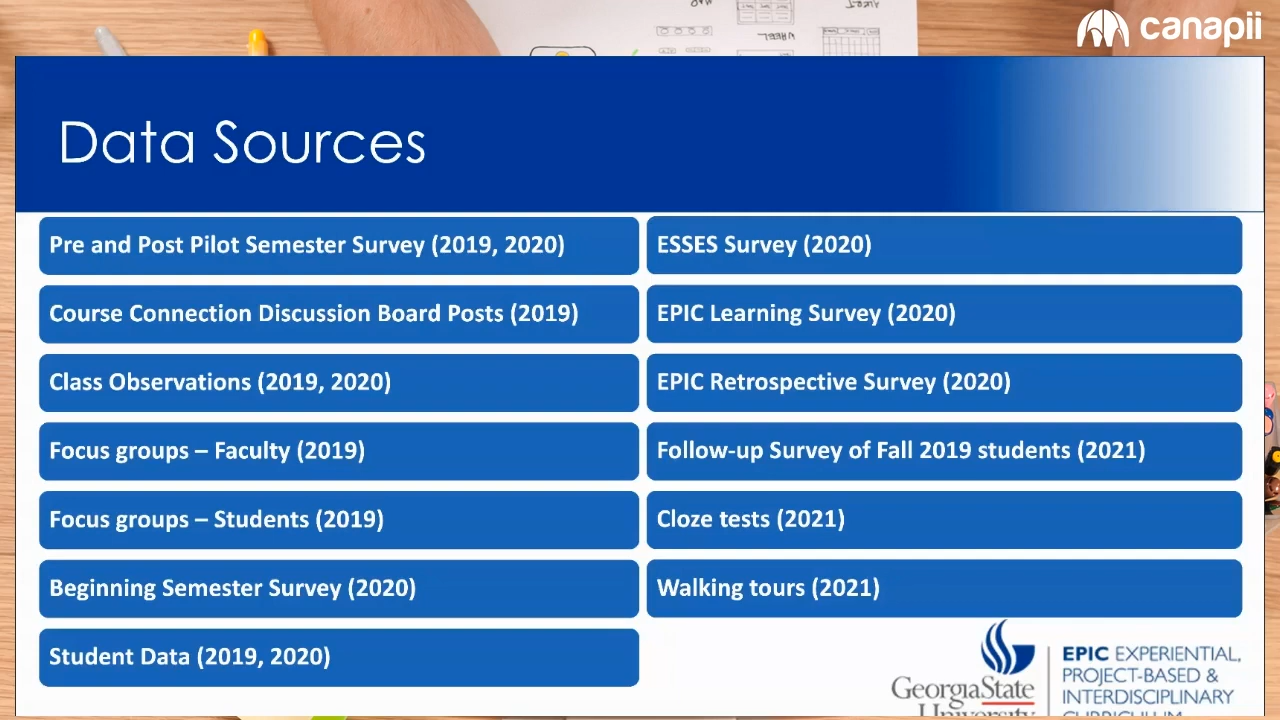 canapii
Data Sources
Pre and Post Pilot Semester Survey (2019, 2020)
Course Connection Discussion Board Posts (2019)
Class Observations (2019, 2020)
Focus groups – Faculty (2019)
Focus groups – Students (2019)
Beginning Semester Survey (2020)
Student Data (2019, 2020)
ESSES Survey (2020)
EPIC Learning Survey (2020)
EPIC Retrospective Survey (2020)
Follow-up Survey of Fall 2019 students (2021)
Cloze tests (2021)
Walking tours (2021)
GeorgiaState
University
EPIC EXPERIENTIAL,
PROJECT-BASED &
INTERDISCIPLINARY
CURRICULUM